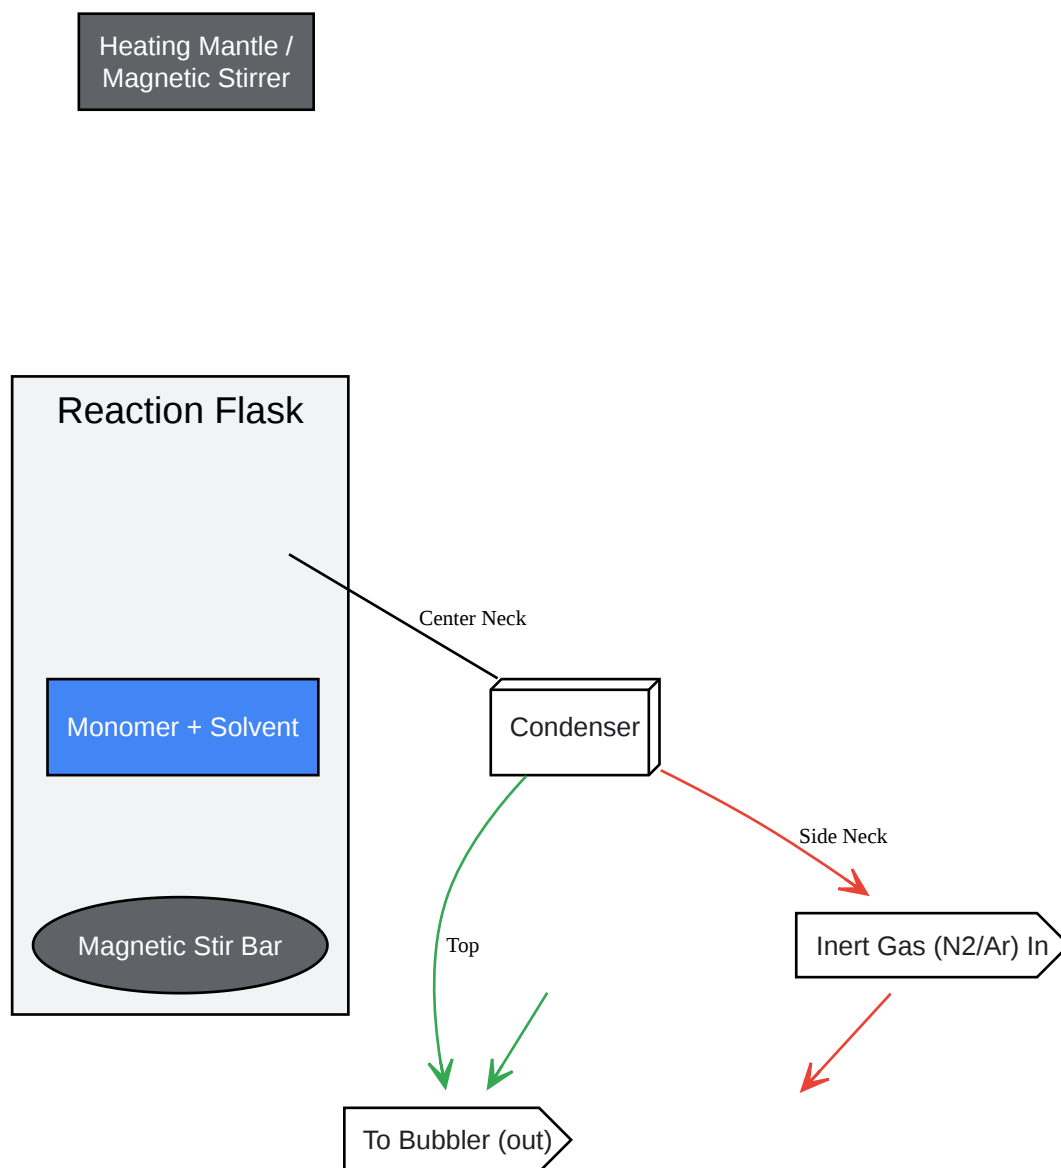 Heating Mantle /
Magnetic Stirrer
Reaction Flask
Center Neck
Monomer + Solvent
Condenser
Side Neck
Magnetic Stir Bar
Top
Inert Gas (N2/Ar) In
To Bubbler (out)